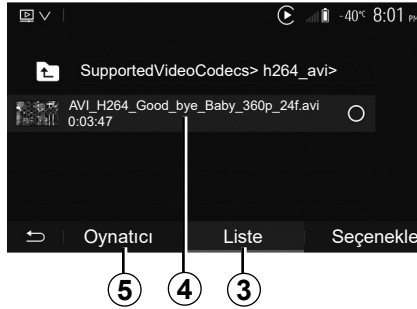 -40°C 8:01 PM
SupportedVideoCodecs> h264_avi>
AVI_H264_Good_bye_Baby_360p_24f.avi
0:03:47
Oynatıcı Liste Seçenekle
5 4 3